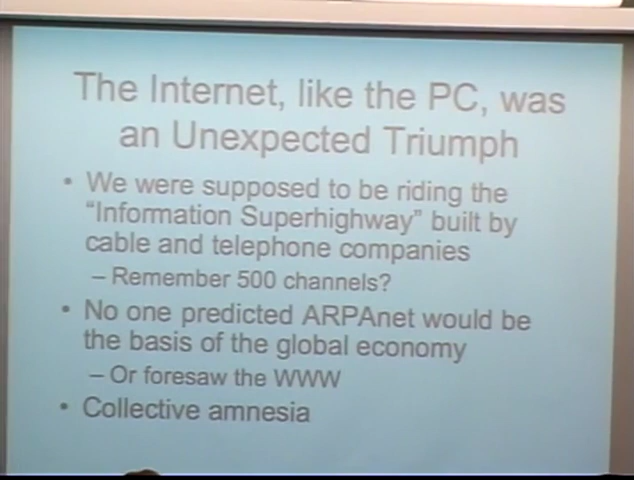 The Internet, like the PC, was
an Unexpected Triumph
• We were supposed to be riding the
"Information Superhighway" built by
cable and telephone companies
– Remember 500 channels?
• No one predicted ARPAnet would be
the basis of the global economy
– Or foresaw the WWW
• Collective amnesia